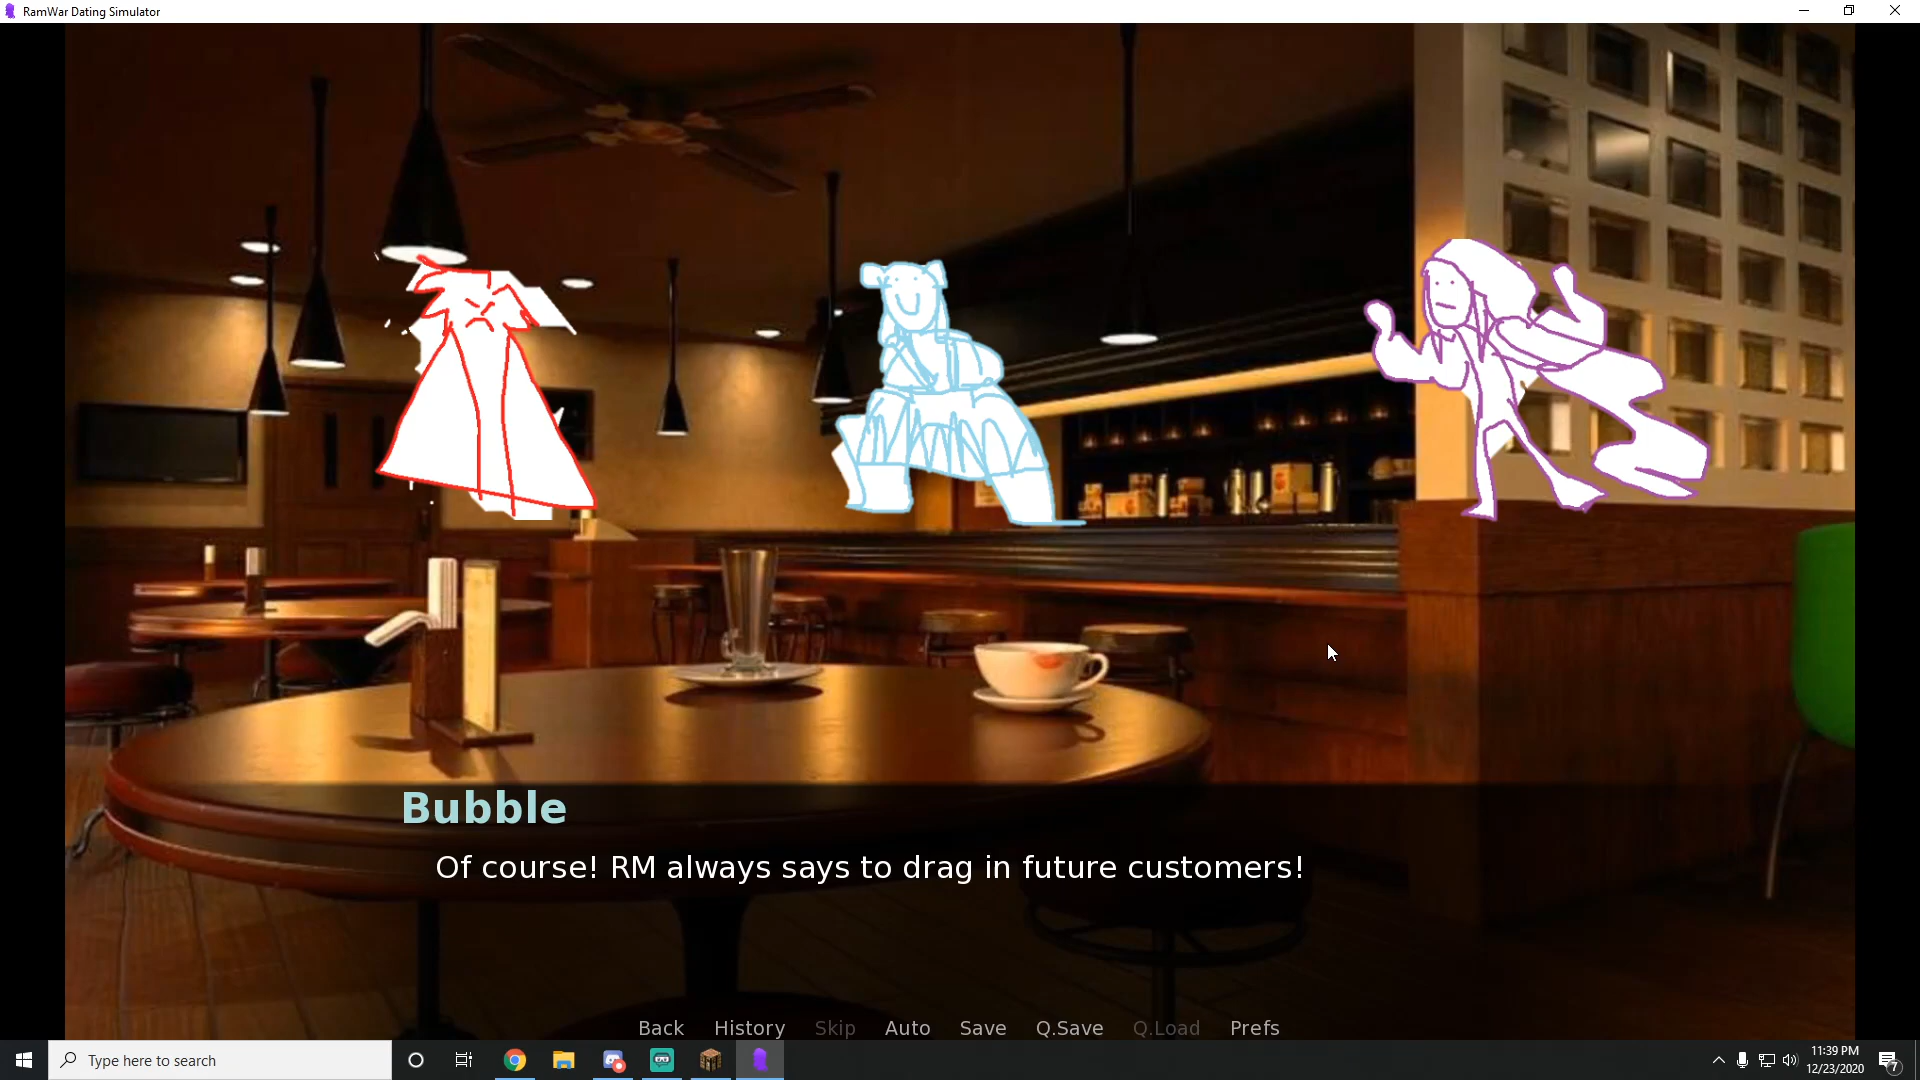 RamWar Dating Simulator
Bubble
Of course! RM always says to drag in future customers!
Back History Skip Auto Save Q.Save Q.Load Prefs
Type here to search
11:39 PM
12/23/2020
7